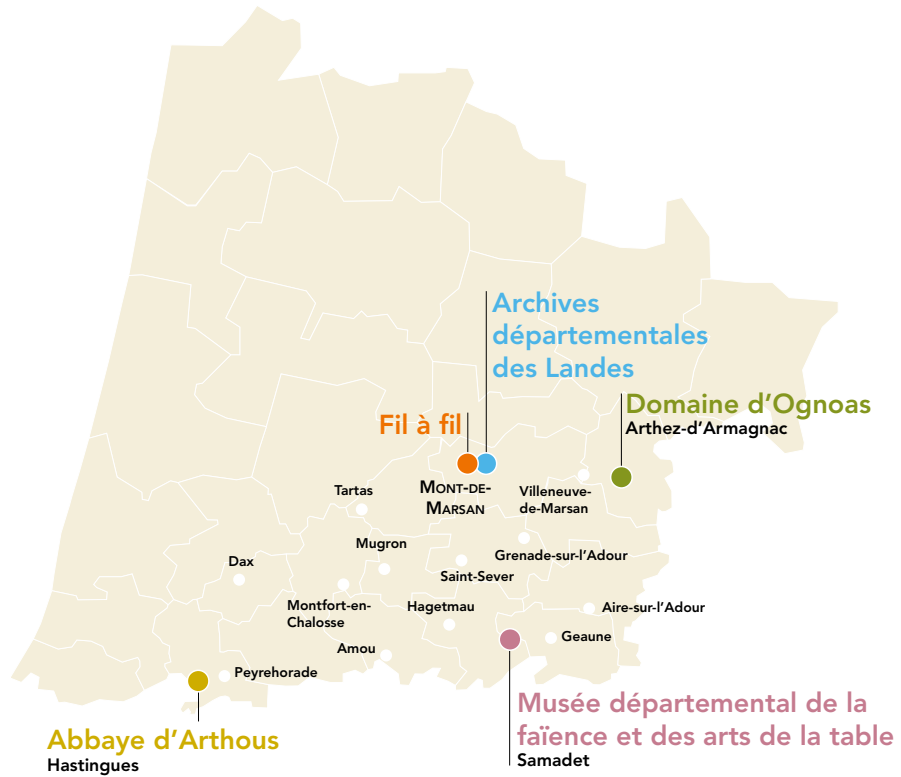 Archives
départementales
des Landes
Domaine d’Ognoas
Arthez-d’Armagnac
Fil à fil
Mont-de-
Marsan
Villeneuve-
de-Marsan
Tartas
Mugron
Grenade-sur-l’Adour
Dax
Saint-Sever
Montfort-en-
Chalosse
Hagetmau
Aire-sur-l’Adour
Geaune
Amou
Peyrehorade
Musée départemental de la
faïence et des arts de la table
Samadet
Abbaye d’Arthous
Hastingues